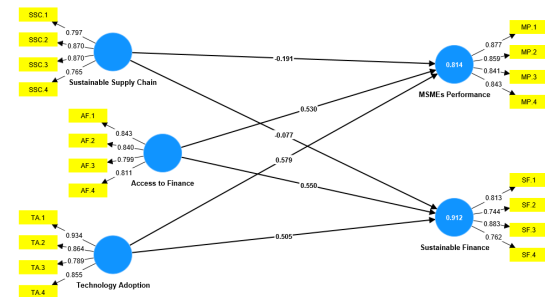 SSC.1
0.797
SSC.2
0.870
SSC.3
0.870
SSC.4
0.765
Sustainable Supply Chain
AF.1
0.843
AF.2
0.840
AF.3
0.799
AF.4
0.811
Access to Finance
TA.1
0.934
TA.2
0.864
TA.3
0.789
TA.4
0.855
Technology Adoption
-0.191
0.530
-0.077
0.579
0.550
0.505
0.814
MSMEs Performance
MP.1
0.877
MP.2
0.859
MP.3
0.841
MP.4
0.843
0.912
Sustainable Finance
SF.1
0.813
SF.2
0.744
SF.3
0.883
SF.4
0.762